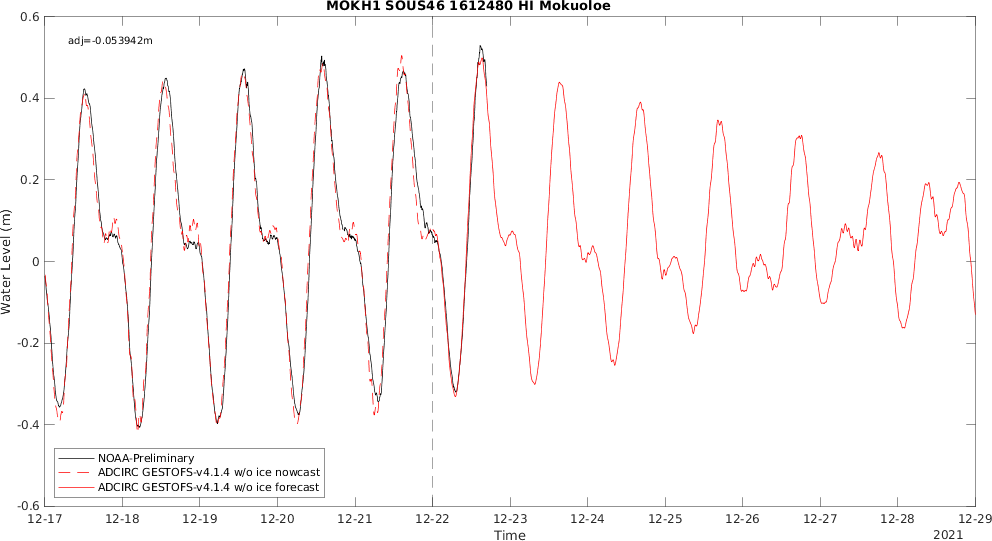 MOKH1 SOUS46 1612480 HI Mokuoloe
adj=-0.053942m
0.6
0.4
0.2
0
-0.2
-0.4
-0.6
Water Level (m)
NOAA-Preliminary
ADCIRC GESTOFS-v4.1.4 w/o ice nowcast
ADCIRC GESTOFS-v4.1.4 w/o ice forecast
12-17 12-18 12-19 12-20 12-21 12-22 12-23 12-24 12-25 12-26 12-27 12-28 12-29
Time
2021